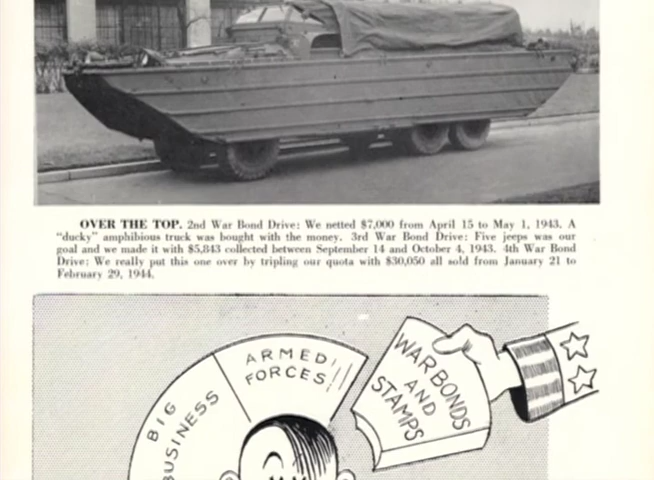 OVER THE TOP. 2nd War Bond Drive: We netted $7,000 from April 15 to May 1, 1943. A
"ducky" amphibious truck was bought with the money. 3rd War Bond Drive: Five jeeps was our
goal and we made it with $5,843 collected between September 14 and October 4, 1943. 4th War Bond
Drive: We really put this one over by tripling our quota with $30,050 all sold from January 21 to
February 29, 1944.
ARMED
FORCES
BIG
BUSINESS
WAR BONDS
AND
STAMPS